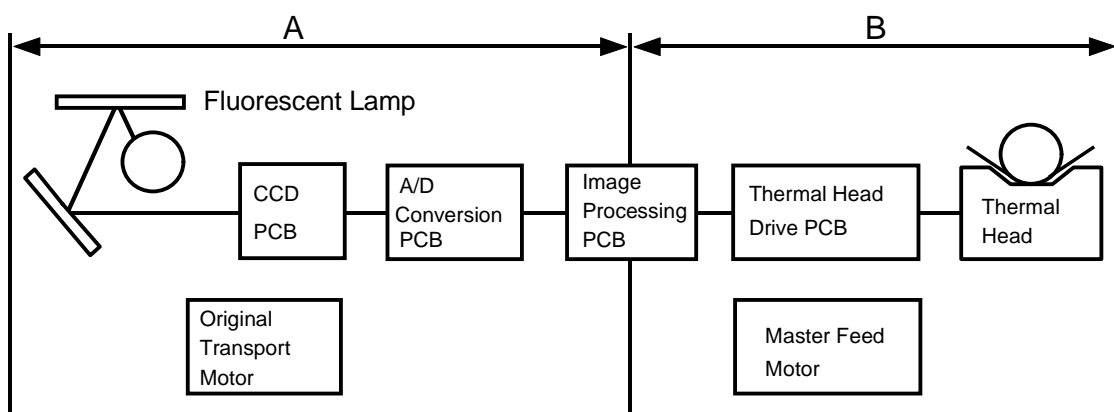 A
B
Fluorescent Lamp
CCD
PCB
A/D
Conversion
PCB
Image
Processing
PCB
Thermal Head
Drive PCB
Thermal
Head
Original
Transport
Motor
Master Feed
Motor